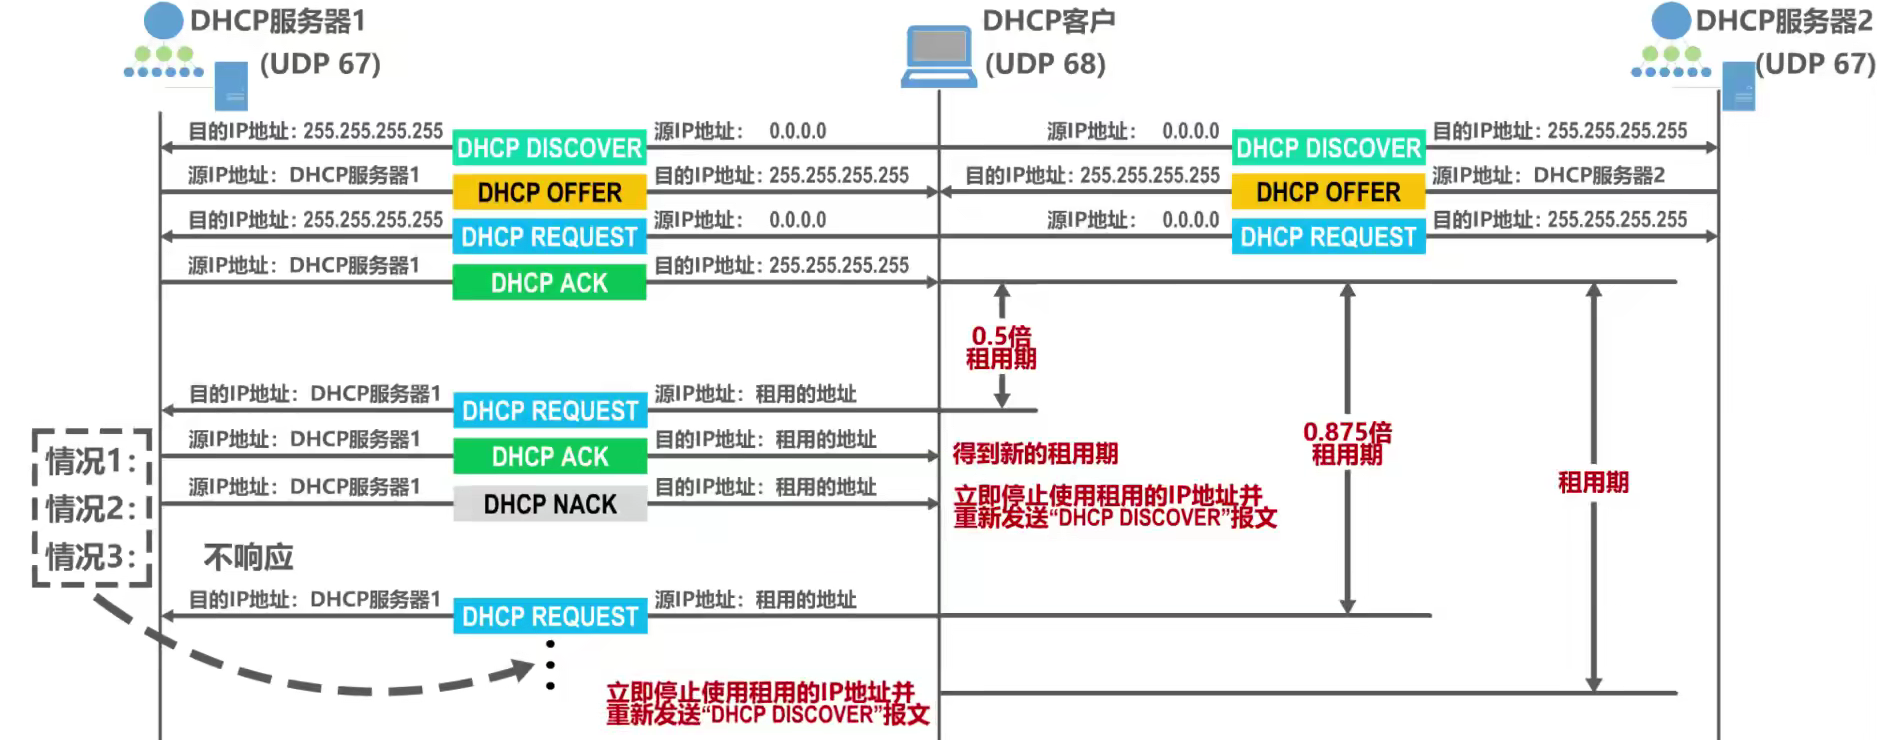 DHCP服务器1
(UDP 67)
DHCP客户
(UDP 68)
DHCP服务器2
(UDP 67)
目的IP地址：255.255.255.255
DHCP DISCOVER
源IP地址： 0.0.0.0
源IP地址： 0.0.0.0
DHCP DISCOVER
目的IP地址：255.255.255.255
源IP地址：DHCP服务器1
DHCP OFFER
目的IP地址：255.255.255.255
目的IP地址：255.255.255.255
DHCP OFFER
源IP地址：DHCP服务器2
目的IP地址：255.255.255.255
DHCP REQUEST
源IP地址： 0.0.0.0
源IP地址： 0.0.0.0
DHCP REQUEST
目的IP地址：255.255.255.255
源IP地址：DHCP服务器1
DHCP ACK
目的IP地址：255.255.255.255
0.5倍
租用期
目的IP地址：DHCP服务器1
DHCP REQUEST
源IP地址：租用的地址
0.875倍
租用期
租用期
情况1：
源IP地址：DHCP服务器1
DHCP ACK
目的IP地址：租用的地址
得到新的租用期
情况2：
源IP地址：DHCP服务器1
DHCP NACK
目的IP地址：租用的地址
立即停止使用租用的IP地址并
重新发送“DHCP DISCOVER”报文
情况3：
不响应
目的IP地址：DHCP服务器1
DHCP REQUEST
源IP地址：租用的地址
立即停止使用租用的IP地址并
重新发送“DHCP DISCOVER”报文